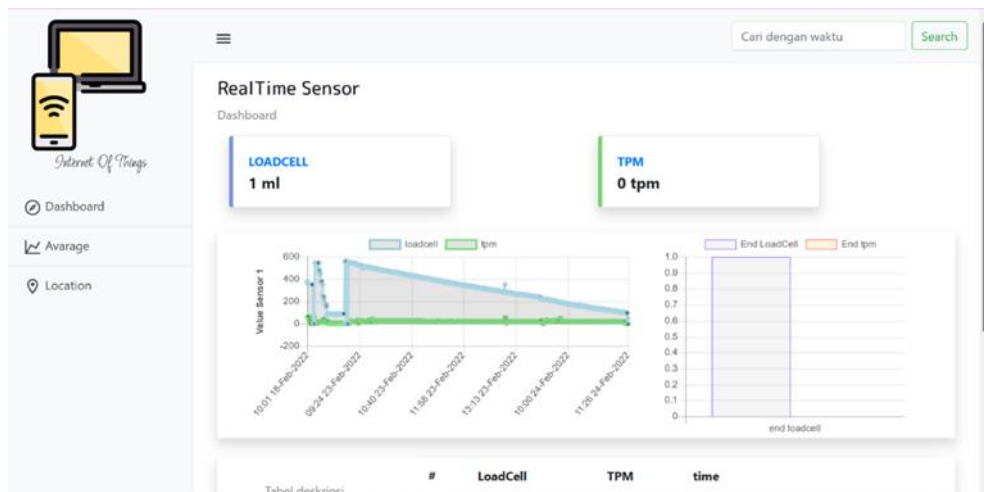 Internet Of Things
Dashboard
Avarage
Location
Cari dengan waktu
Search
RealTime Sensor
Dashboard
LOADCELL
1 ml
TPM
0 tpm
loadcell
tpm
Value Sensor 1
600
400
200
0
-200
10:01 16-Feb-2022
09:24 23-Feb-2022
10:40 23-Feb-2022
11:58 23-Feb-2022
13:13 23-Feb-2022
10:00 24-Feb-2022
11:26 24-Feb-2022
End LoadCell
End tpm
1.0
0.9
0.8
0.7
0.6
0.5
0.4
0.3
0.2
0.1
0
end loadcell
Tabel deskripsi
# LoadCell TPM time